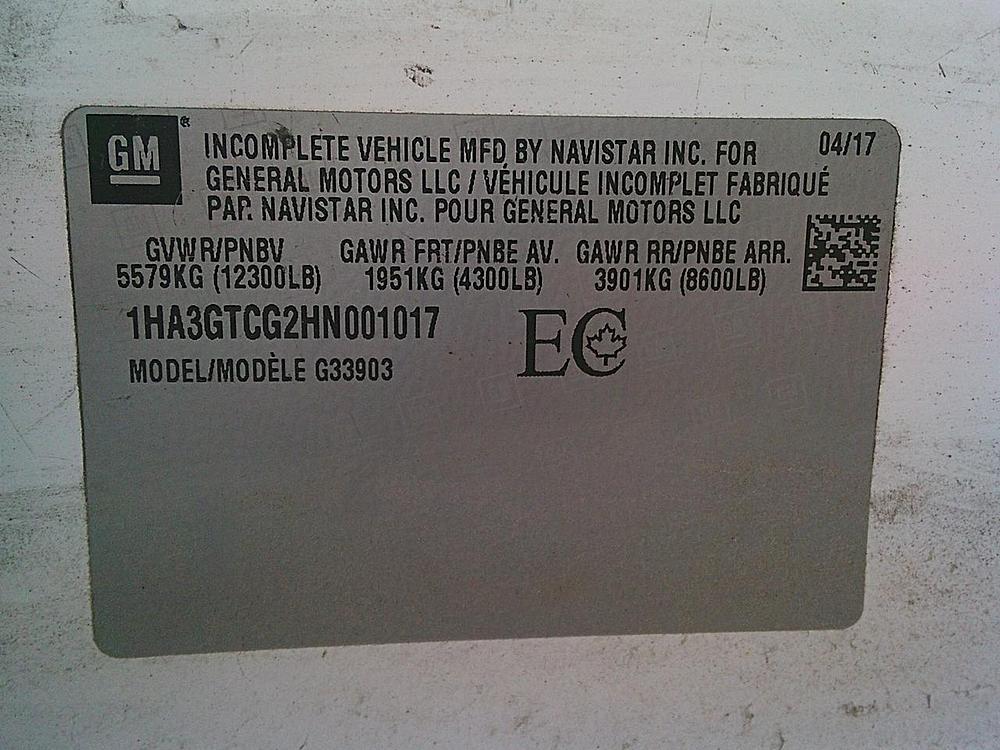 GM®
INCOMPLETE VEHICLE MFD BY NAVISTAR INC. FOR 04/17
GENERAL MOTORS LLC / VÉHICULE INCOMPLET FABRIQUÉ
PAR NAVISTAR INC. POUR GENERAL MOTORS LLC
GVWR/PNBV GAWR FRT/PNBE AV. GAWR RR/PNBE ARR.
5579KG (12300LB) 1951KG (4300LB) 3901KG (8600LB)
1HA3GTCG2HN001017 EC
MODEL/MODÈLE G33903